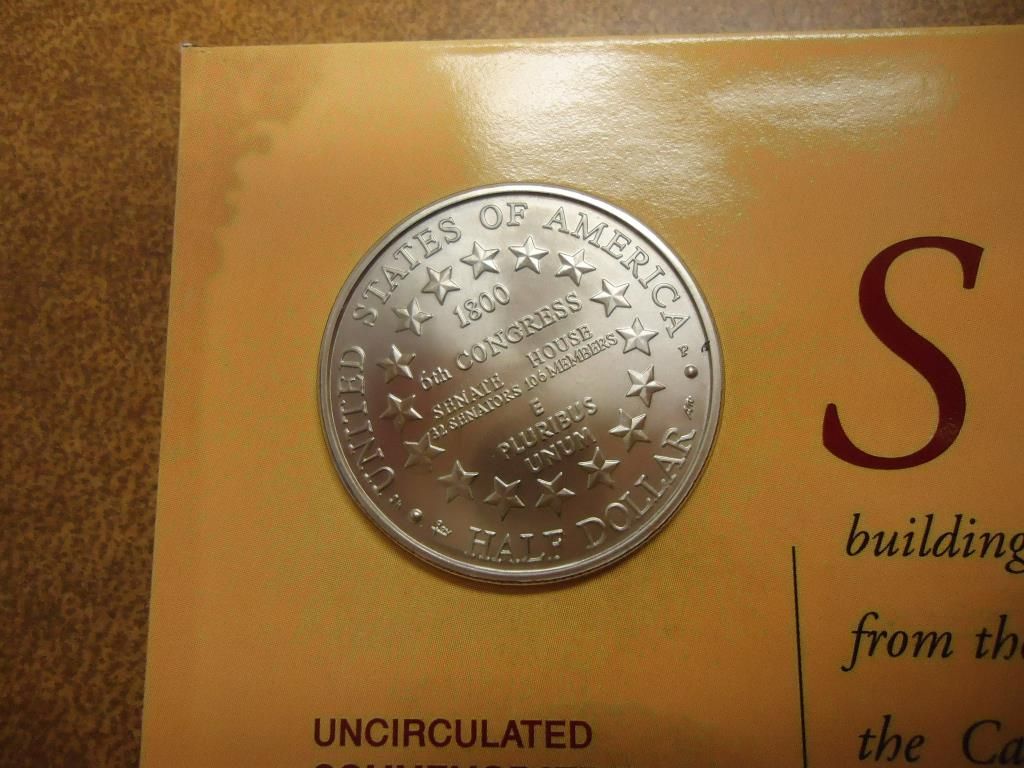 UNITED STATES OF AMERICA
1800
6th CONGRESS
SENATE HOUSE
32 SENATORS 106 MEMBERS
E
PLURIBUS
UNUM
P
HALF DOLLAR
S
building
from the
the Ca
UNCIRCULATED